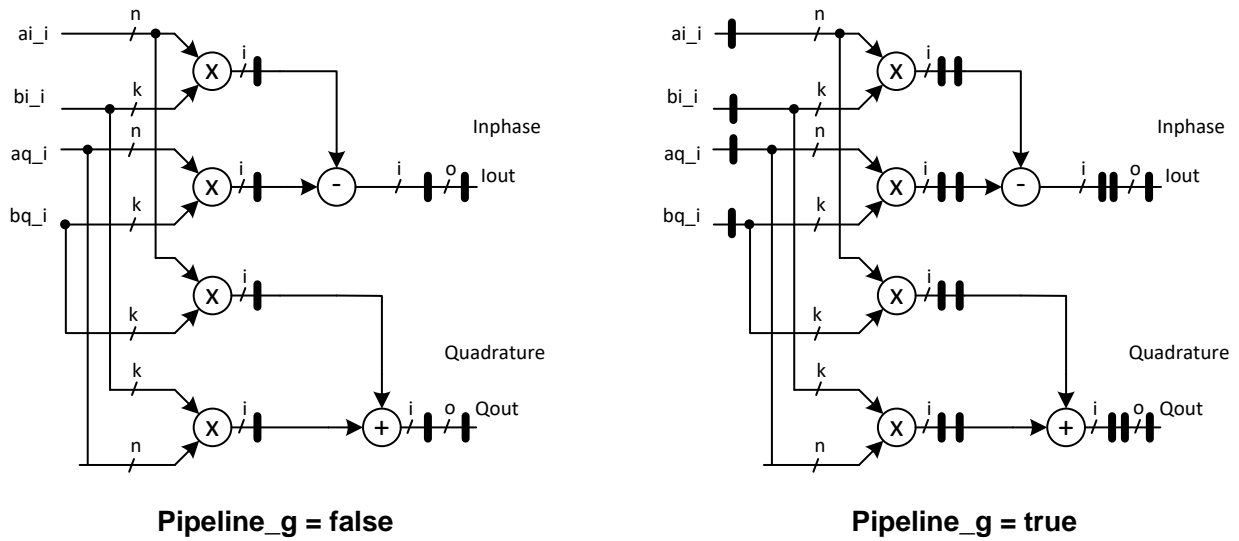 n
ai_i
i
X
bi_i
k
n
Inphase
aq_i
i
i
o
X
-
Iout
bq_i
k
i
X
k
Quadrature
k
i
i
o
Qout
X
+
n
Pipeline_g = false
n
ai_i
i
X
bi_i
k
n
Inphase
aq_i
i
i
o
X
-
Iout
bq_i
k
i
X
k
Quadrature
k
i
i
o
Qout
X
+
n
Pipeline_g = true